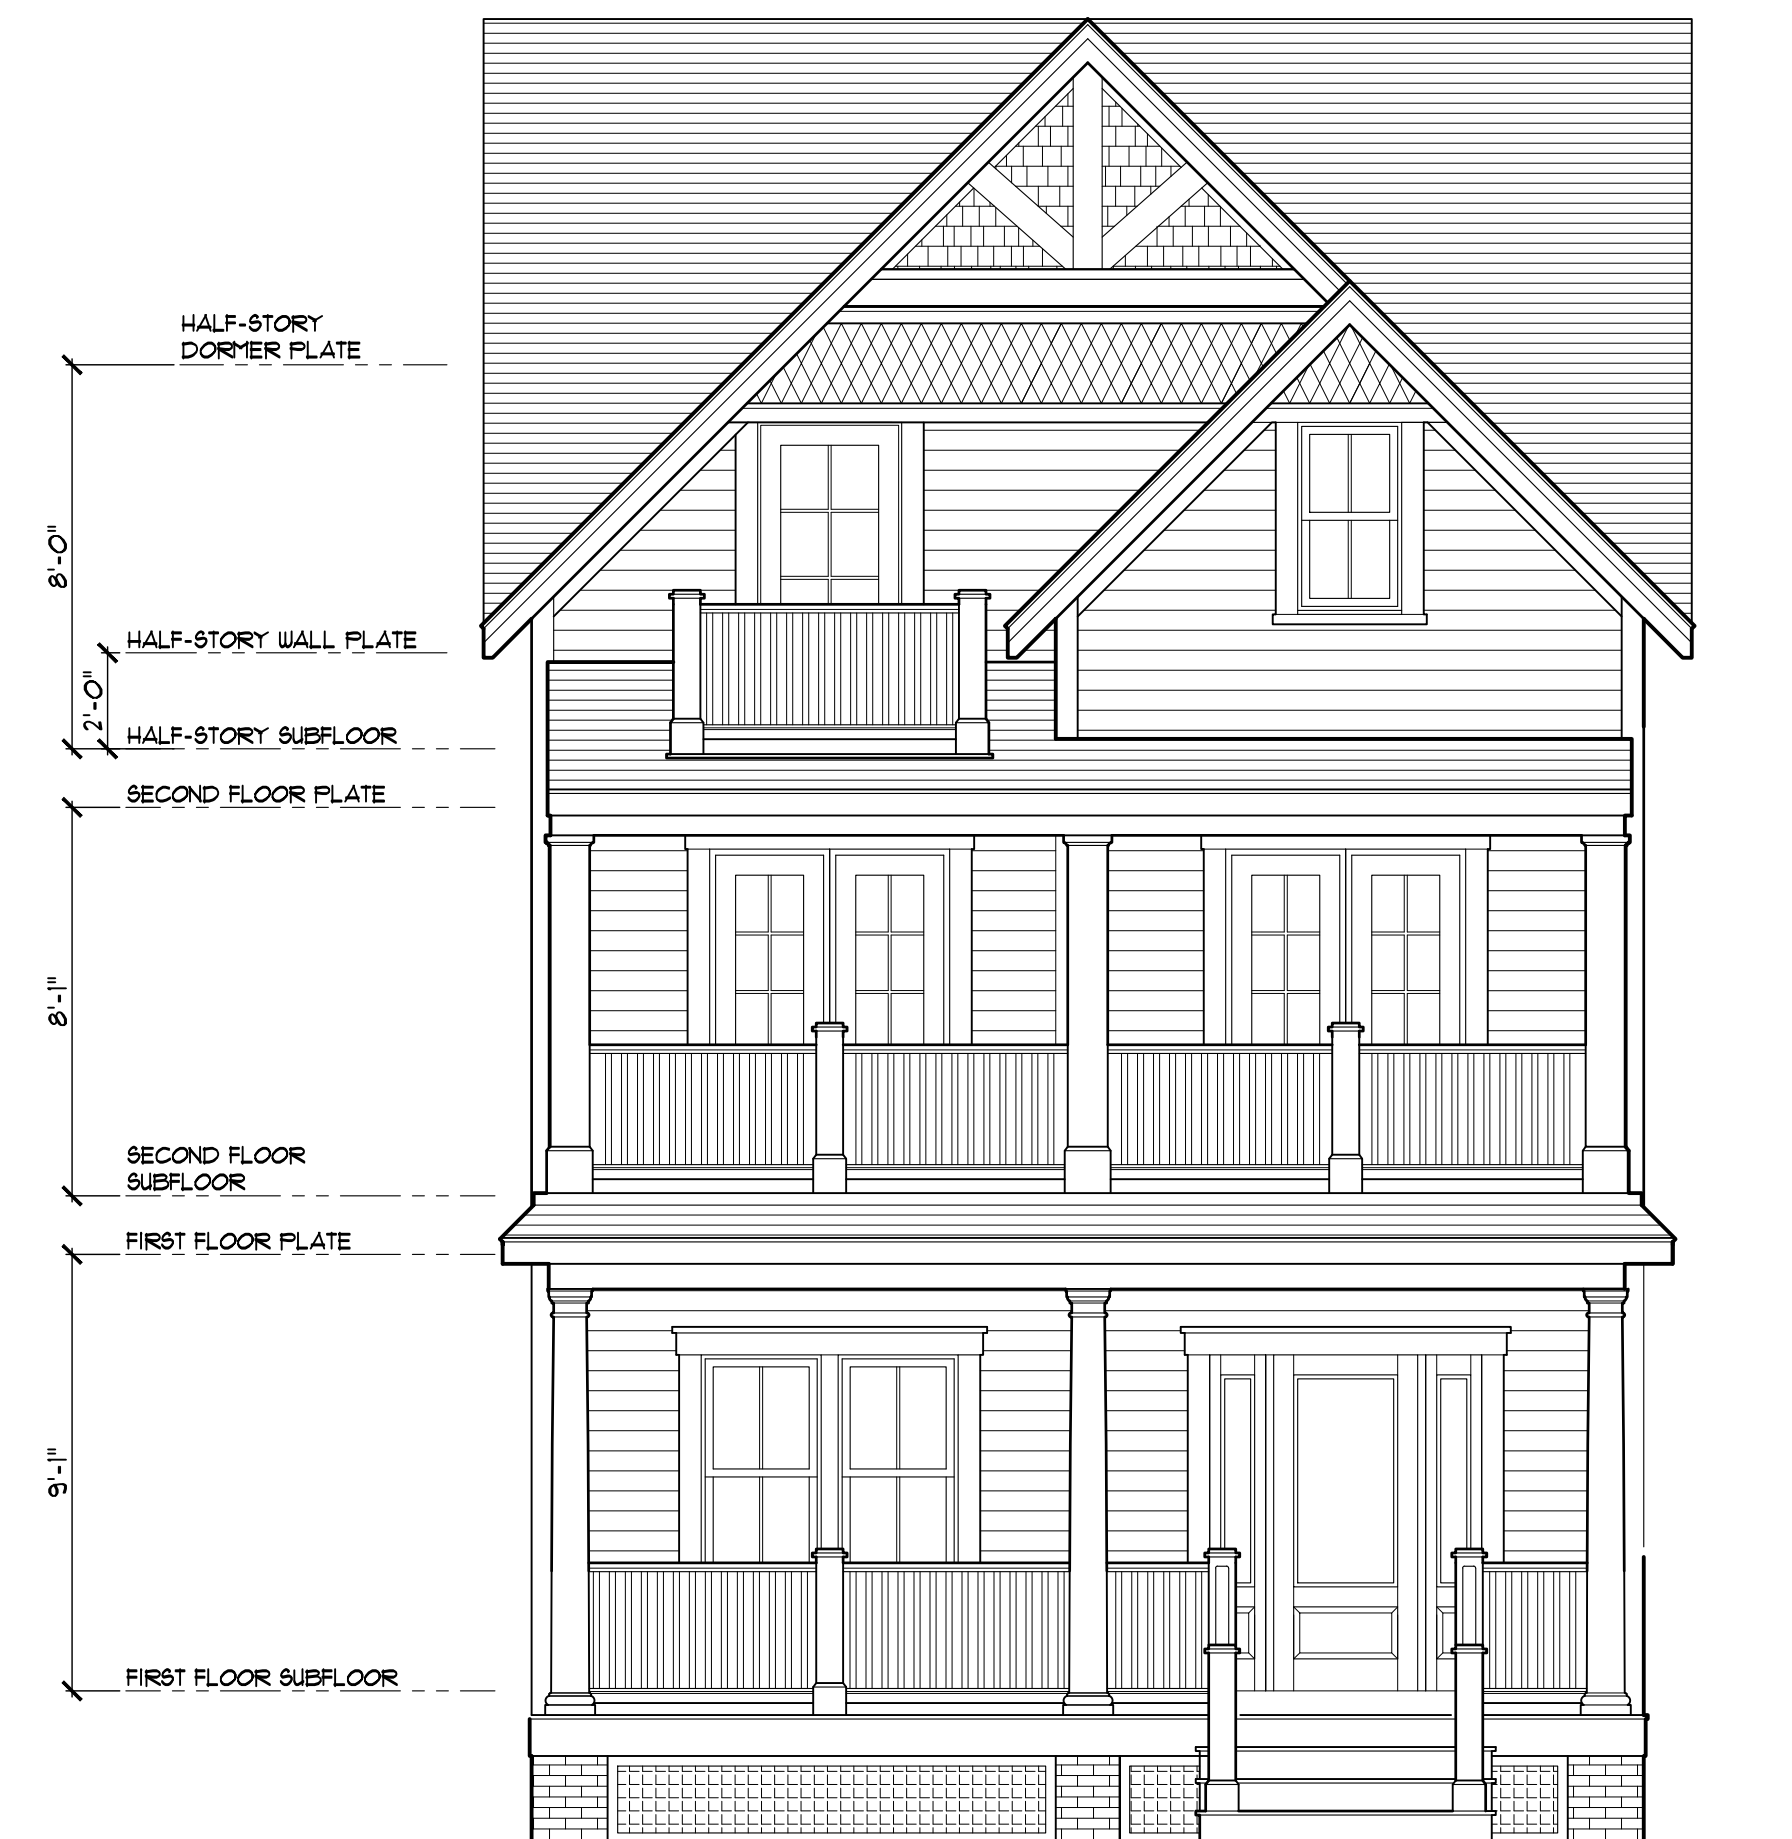 HALF-STORY
DORMER PLATE
8'-0"
HALF-STORY WALL PLATE
2'-0"
HALF-STORY SUBFLOOR
SECOND FLOOR PLATE
8'-1"
SECOND FLOOR
SUBFLOOR
FIRST FLOOR PLATE
9'-1"
FIRST FLOOR SUBFLOOR